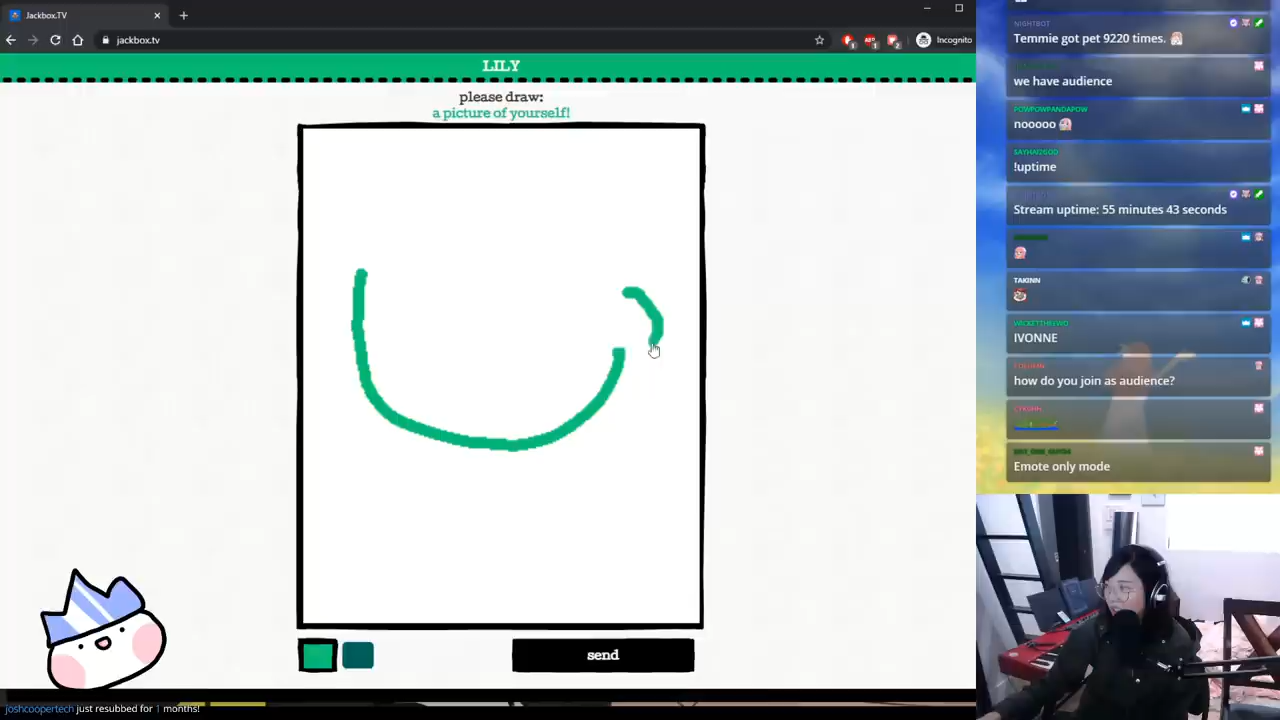 Jackbox.TV
jackbox.tv
Incognito
LILY
please draw:
a picture of yourself!
send
joshcoopertech just resubbed for 1 months!
NIGHTBOT
Temmie got pet 9220 times.
we have audience
POWPOWPANDAPOW
nooooo
!uptime
Stream uptime: 55 minutes 43 seconds
TAKINN
IVONNE
how do you join as audience?
Emote only mode